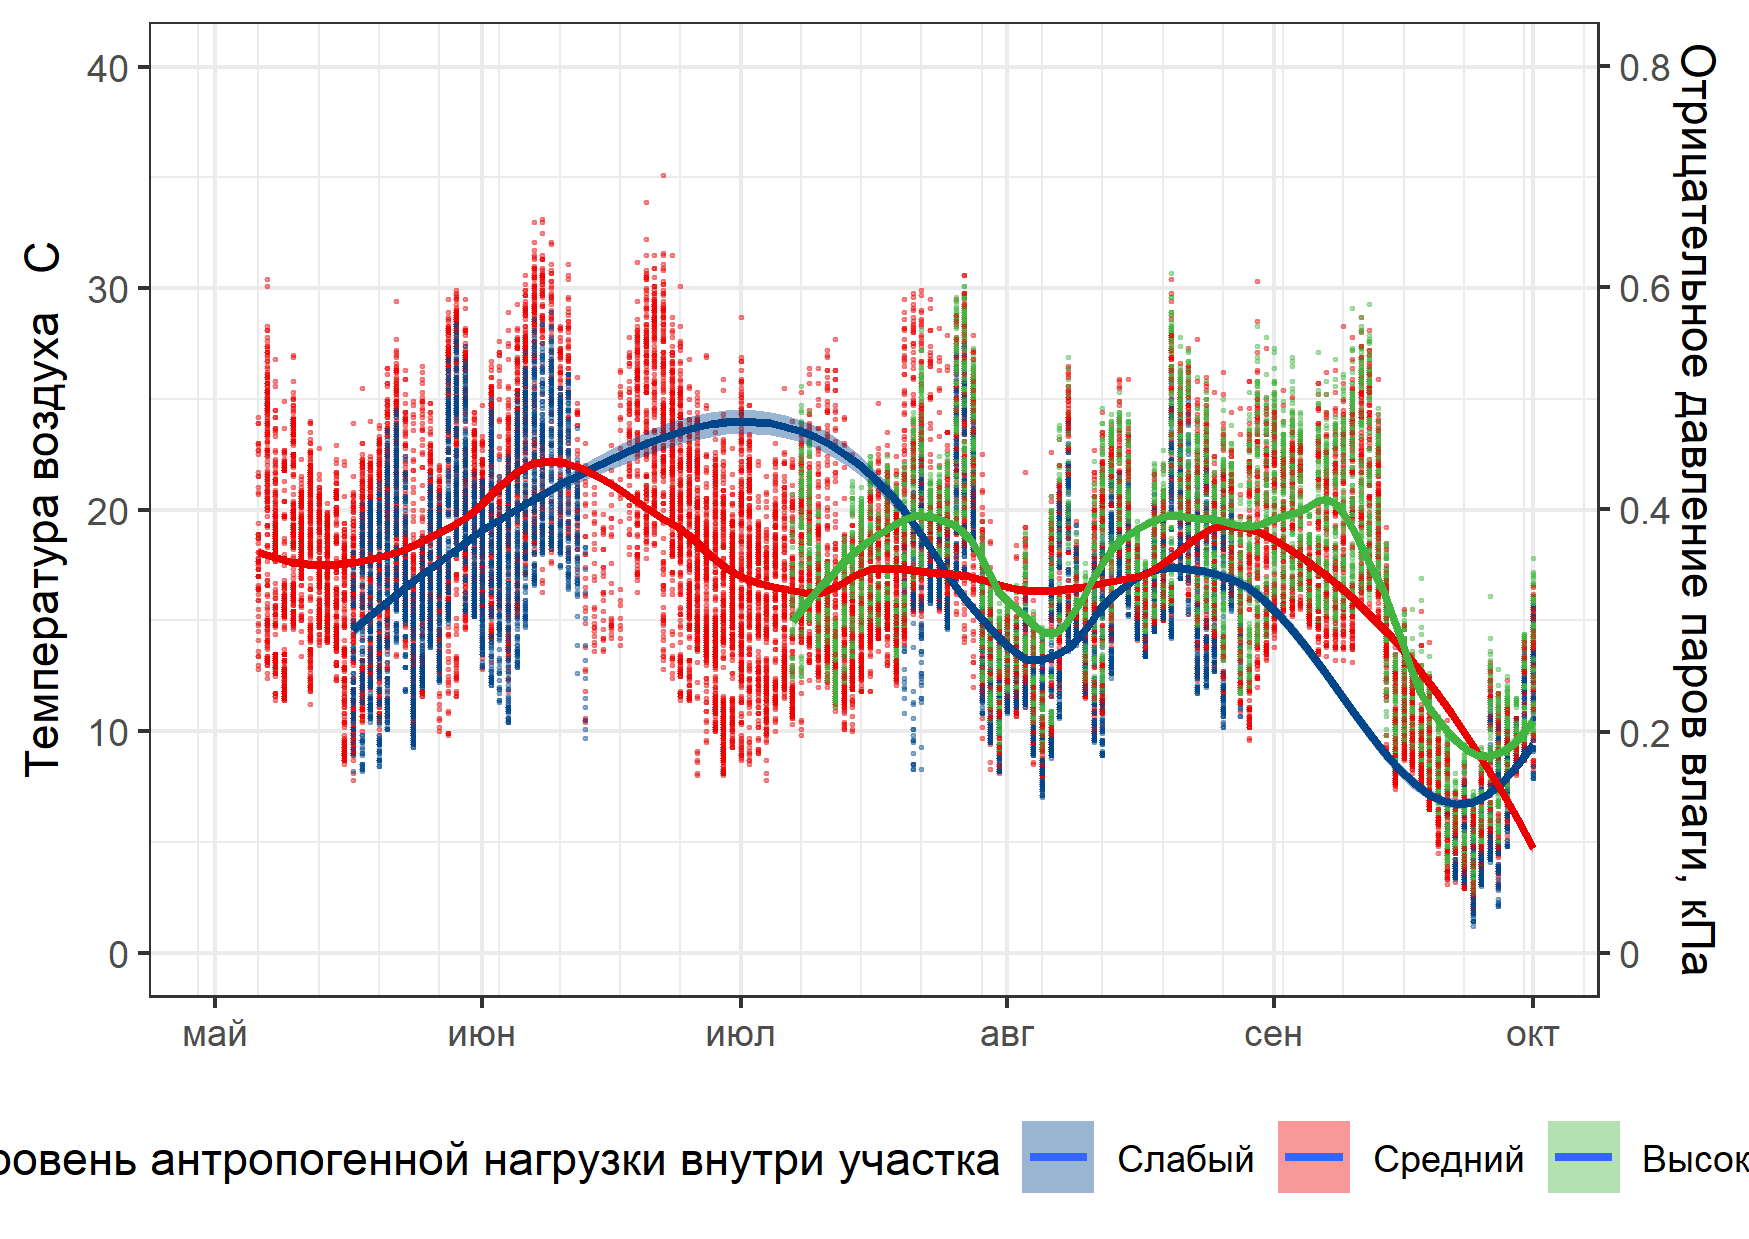 Температура воздуха С
40
30
20
10
0
0.8
0.6
0.4
0.2
0
Отрицательное давление паров влаги, кПа
май июн июл авг сен окт
ровень антропогенной нагрузки внутри участка Слабый Средний Высок